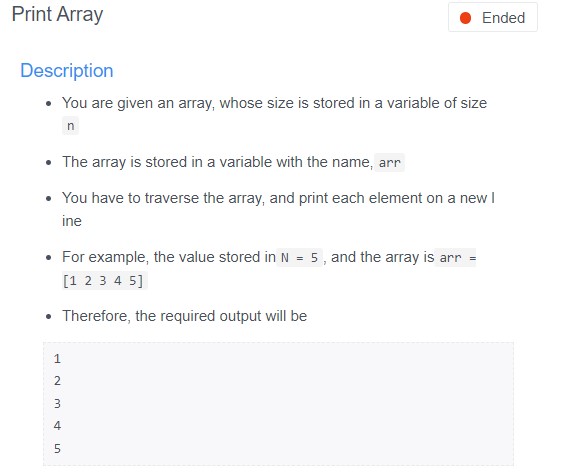 Print Array
Ended
Description
• You are given an array, whose size is stored in a variable of size
n
• The array is stored in a variable with the name, arr
• You have to traverse the array, and print each element on a new l
ine
• For example, the value stored in N = 5 , and the array is arr =
[1 2 3 4 5]
• Therefore, the required output will be
1
2
3
4
5